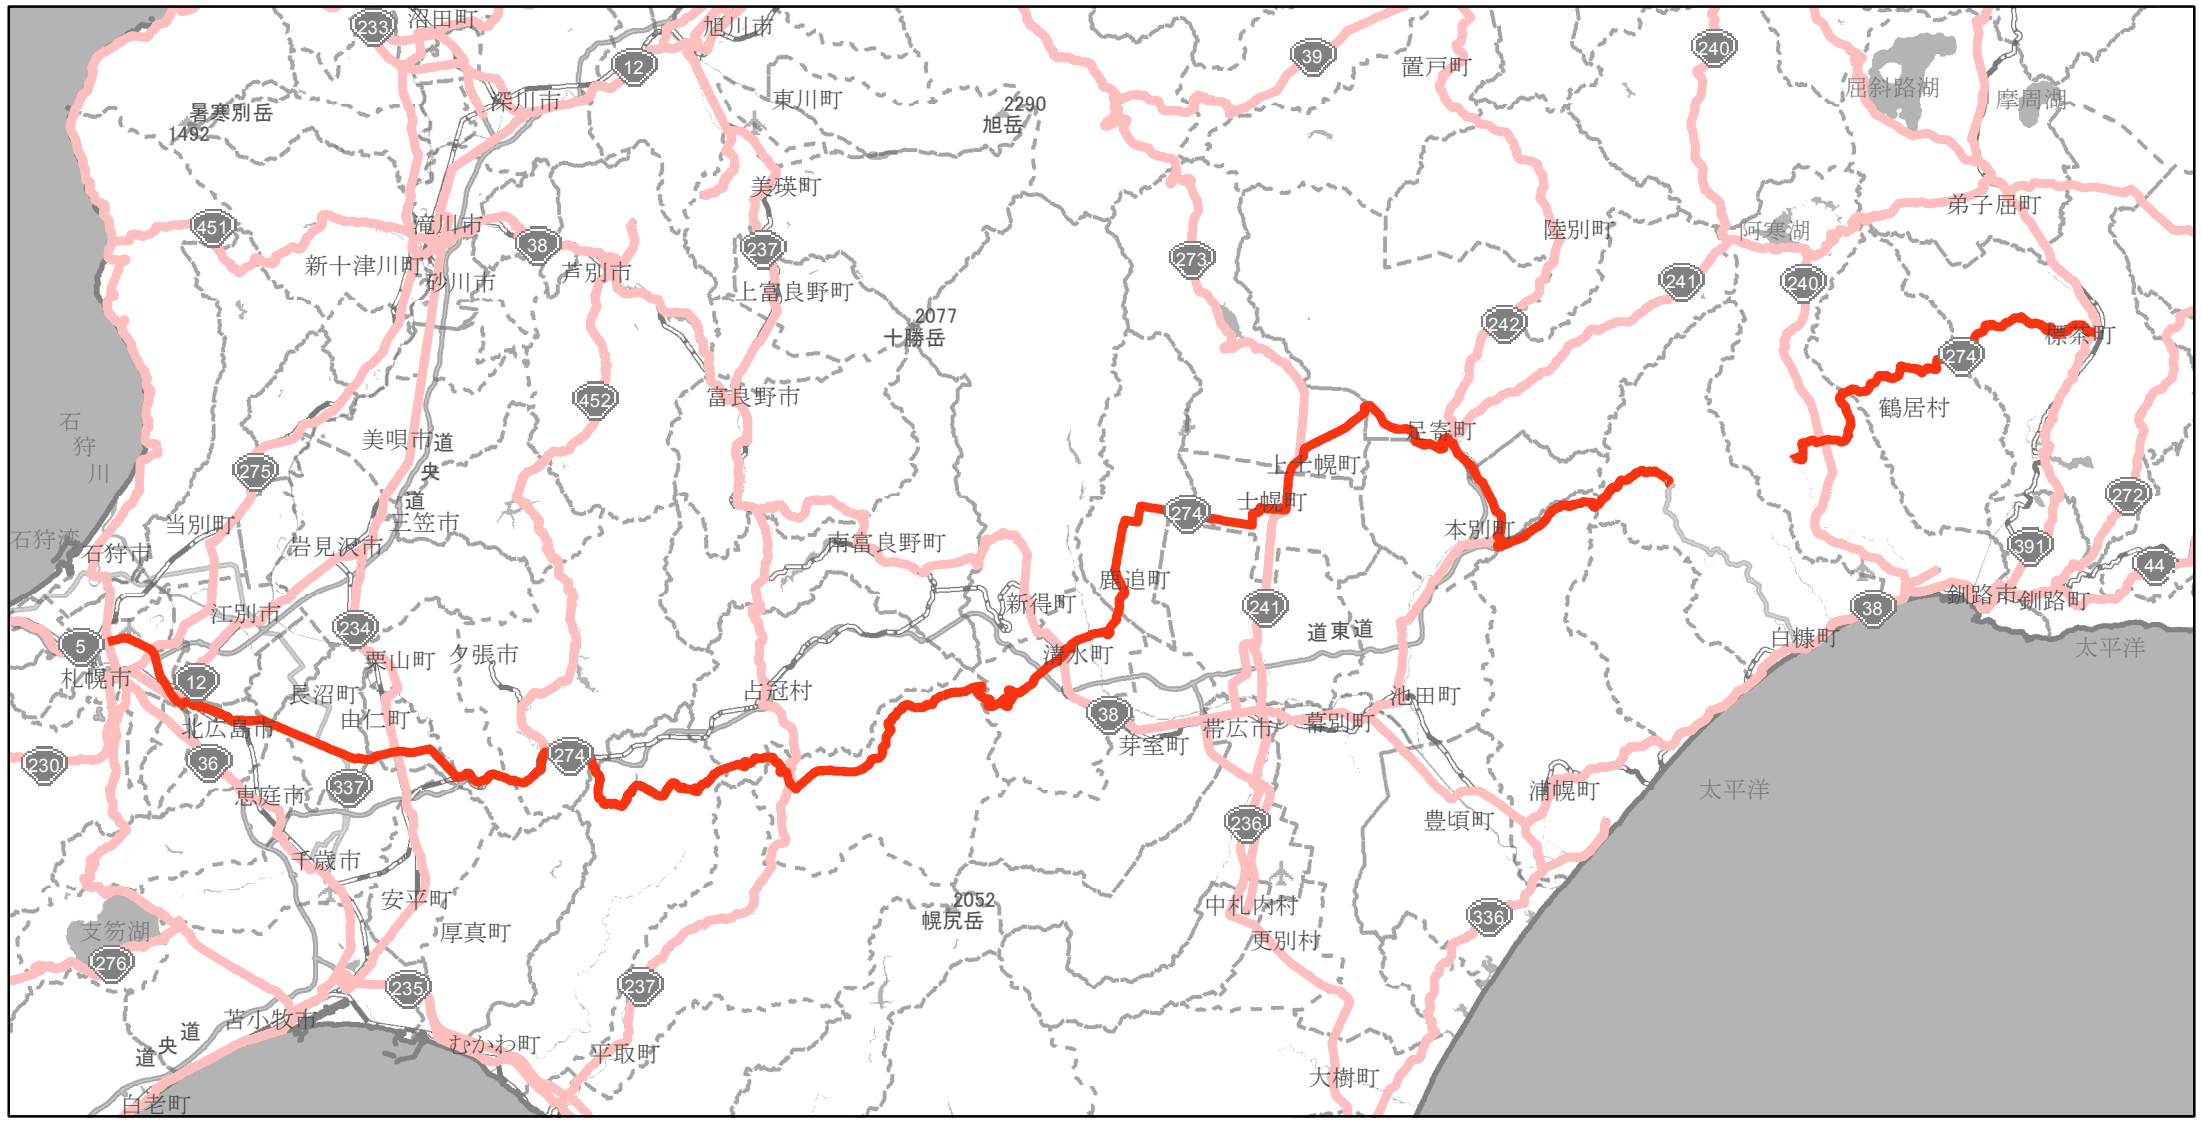 233
沼田町
旭川市
12
39
置戸町
240
屈斜路湖
摩周湖
暑寒別岳
1492
深川市
東川町
2290
旭岳
美瑛町
451
滝川市
38
237
273
陸別町
阿寒湖
弟子屈町
新十津川町
砂川市
芦別市
上富良野町
241
240
2077
十勝岳
242
標茶町
274
452
富良野市
鶴居村
石
狩
川
美唄市
道
央
道
275
足寄町
上士幌町
士幌町
274
272
石狩湾
石狩市
当別町
岩見沢市
三笠市
南富良野町
本別町
391
44
鹿追町
新得町
241
江別市
234
38
釧路市
釧路町
5
札幌市
12
栗山町
夕張市
清水町
道東道
白糠町
太平洋
長沼町
由仁町
占冠村
池田町
北広島市
38
芽室町
帯広市
幕別町
230
36
337
274
恵庭市
浦幌町
太平洋
236
豊頃町
千歳市
安平町
厚真町
2052
幌尻岳
中札内村
更別村
336
支笏湖
276
235
237
苫小牧市
道
央
道
むかわ町
平取町
大樹町
白老町